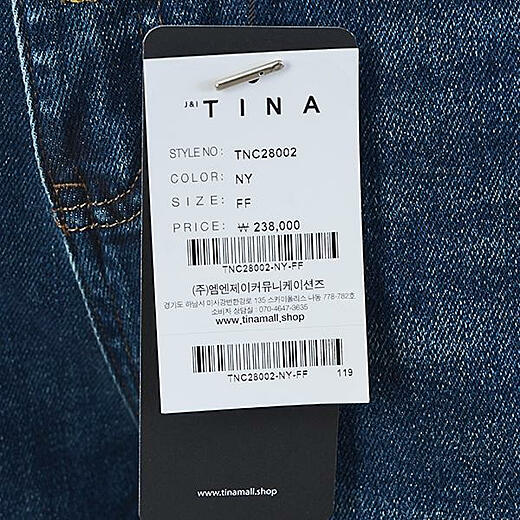 J&I TINA
STYLE NO : TNC28002
COLOR : NY
SIZE : FF
PRICE : ₩ 238,000
TNC28002-NY-FF
(주)엠엔제이커뮤니케이션즈
경기도 하남시 미사강변한강로 135 스카이폴리스 나동 778-782호
소비자 상담실 : 070-4647-3635
www.tinamall.shop
TNC28002-NY-FF 119
www.tinamall.shop